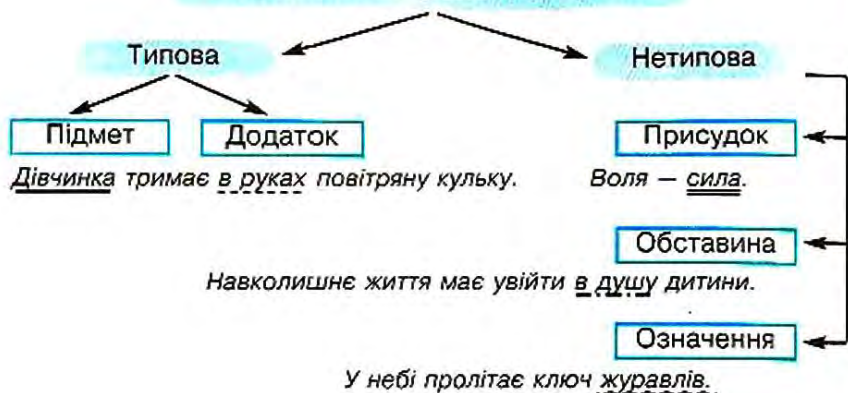 Типова
Нетипова
Підмет
Додаток
Присудок
Дівчинка тримає в руках повітряну кульку.
Воля – сила.
Обставина
Навколишнє життя має увійти в душу дитини.
Означення
У небі пролітає ключ журавлів.